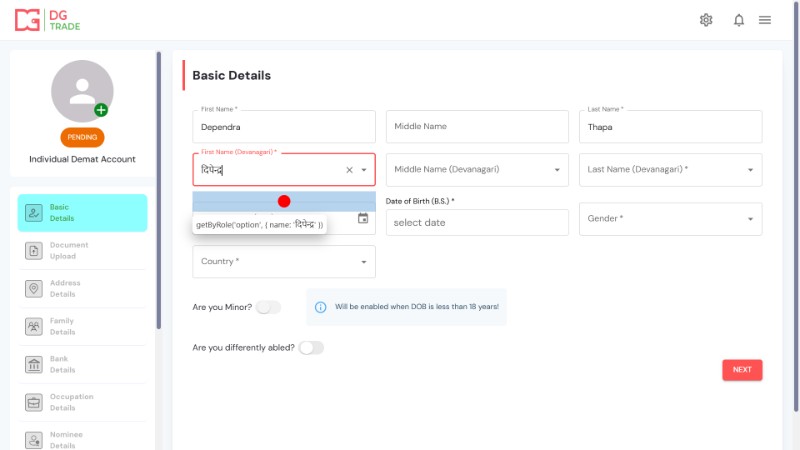 DG
TRADE
PENDING
Individual Demat Account
Basic
Details
Document
Upload
Address
Details
Family
Details
Bank
Details
Occupation
Details
Nominee
Details
Basic Details
First Name *
Dependra
Middle Name
Last Name *
Thapa
First Name (Devanagari) *
दिपेन्द्र
Middle Name (Devanagari)
Last Name (Devanagari) *
getByRole('option', { name: 'दिपेन्द्र' })
Date of Birth (B.S.) *
select date
Gender *
Country *
Are you Minor?
Will be enabled when DOB is less than 18 years!
Are you differently abled?
NEXT